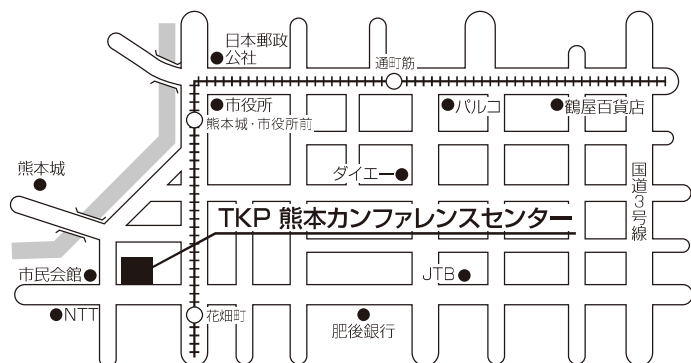 日本郵政
公社
通町筋
市役所
パルコ
鶴屋百貨店
熊本城・市役所前
熊本城
ダイエー
国道3号線
TKP 熊本カンファレンスセンター
市民会館
JTB
NTT
花畑町
肥後銀行